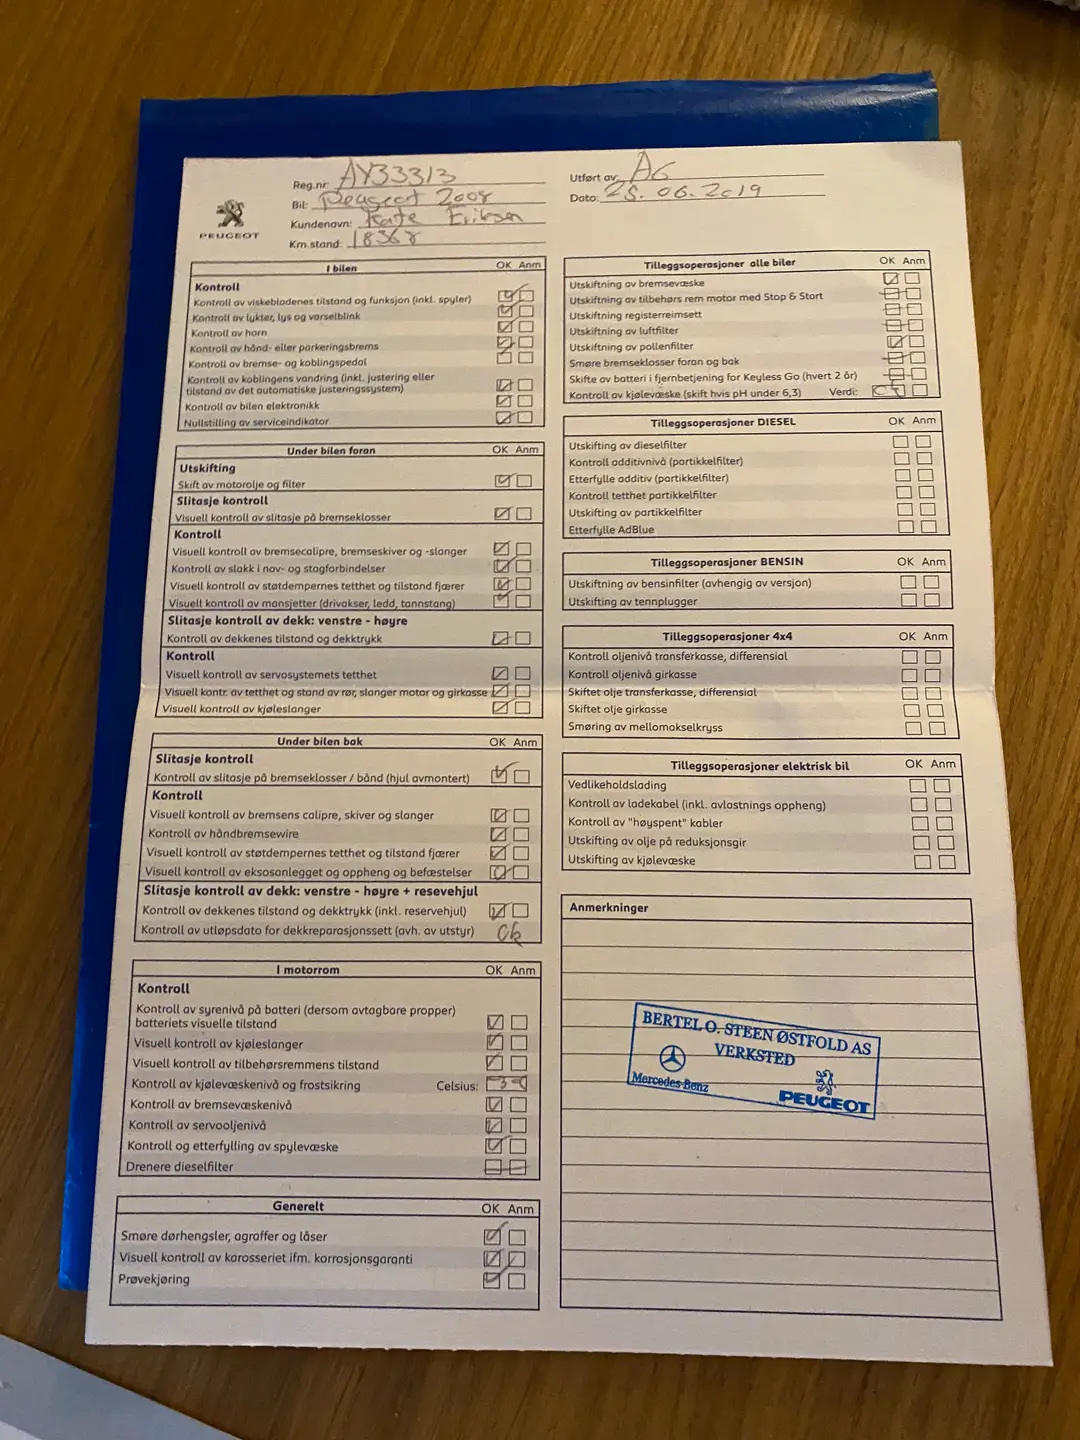 Reg.nr: AY33313
Bil: Peugeot 2008
Kundenavn: Kate Eriksen
Km.stand: 18368
PEUGEOT
Utført av: AG
Dato: 25.06.2019
I bilen OK Anm
Kontroll
Kontroll av viskebladenes tilstand og funksjon (inkl. spyler)
Kontroll av lykter, lys og varselblink
Kontroll av horn
Kontroll av hånd- eller parkeringsbrems
Kontroll av bremse- og koblingspedal
Kontroll av koblingens vandring (inkl. justering eller
tilstand av det automatiske justeringssystem)
Kontroll av bilen elektronikk
Nullstilling av serviceindikator
Under bilen foran OK Anm
Utskifting
Skift av motorolje og filter
Slitasje kontroll
Visuell kontroll av slitasje på bremseklosser
Kontroll
Visuell kontroll av bremsecalipre, bremseskiver og -slanger
Kontroll av slakk i nav- og stagforbindelser
Visuell kontroll av støtdempernes tetthet og tilstand fjærer
Visuell kontroll av mansjetter (drivakser, ledd, tannstang)
Slitasje kontroll av dekk: venstre - høyre
Kontroll av dekkenes tilstand og dekktrykk
Kontroll
Visuell kontroll av servosystemets tetthet
Visuell kontr. av tetthet og stand av rør, slanger motor og girkasse
Visuell kontroll av kjøleslanger
Under bilen bak OK Anm
Slitasje kontroll
Kontroll av slitasje på bremseklosser / bånd (hjul avmontert)
Kontroll
Visuell kontroll av bremsens calipre, skiver og slanger
Kontroll av håndbremsewire
Visuell kontroll av støtdempernes tetthet og tilstand fjærer
Visuell kontroll av eksosanlegget og oppheng og befæstelser
Slitasje kontroll av dekk: venstre - høyre + resevehjul
Kontroll av dekkenes tilstand og dekktrykk (inkl. reservehjul)
Kontroll av utløpsdato for dekkreparasjonssett (avh. av utstyr) Ok
I motorrom OK Anm
Kontroll
Kontroll av syrenivå på batteri (dersom avtagbare propper)
batteriets visuelle tilstand
Visuell kontroll av kjøleslanger
Visuell kontroll av tilbehørsremmens tilstand
Kontroll av kjølevæskenivå og frostsikring Celsius:
Kontroll av bremsevæskenivå
Kontroll av servooljenivå
Kontroll og etterfylling av spylevæske
Drenere dieselfilter
Generelt OK Anm
Smøre dørhengsler, agraffer og låser
Visuell kontroll av karosseriet ifm. korrosjonsgaranti
Prøvekjøring
Tilleggsoperasjoner alle biler OK Anm
Utskiftning av bremsevæske
Utskiftning av tilbehørs rem motor med Stop & Start
Utskiftning registerreimsett
Utskiftning av luftfilter
Utskiftning av pollenfilter
Smøre bremseklosser foran og bak
Skifte av batteri i fjernbetjening for Keyless Go (hvert 2 år)
Kontroll av kjølevæske (skift hvis pH under 6,3) Verdi:
Tilleggsoperasjoner DIESEL OK Anm
Utskiftning av dieselfilter
Kontroll additivnivå (partikkelfilter)
Etterfylle additiv (partikkelfilter)
Kontroll tetthet partikkelfilter
Utskifting av partikkelfilter
Etterfylle AdBlue
Tilleggsoperasjoner BENSIN OK Anm
Utskiftning av bensinfilter (avhengig av versjon)
Utskifting av tennplugger
Tilleggsoperasjoner 4x4 OK Anm
Kontroll oljenivå transferkasse, differensial
Kontroll oljenivå girkasse
Skiftet olje transferkasse, differensial
Skiftet olje girkasse
Smøring av mellomakselkryss
Tilleggsoperasjoner elektrisk bil OK Anm
Vedlikeholdslading
Kontroll av ladekabel (inkl. avlastnings oppheng)
Kontroll av "høyspent" kabler
Utskiftning av olje på reduksjonsgir
Utskifting av kjølevæske
Anmerkninger
BERTEL O. STEEN ØSTFOLD AS
VERKSTED
Mercedes-Benz
PEUGEOT